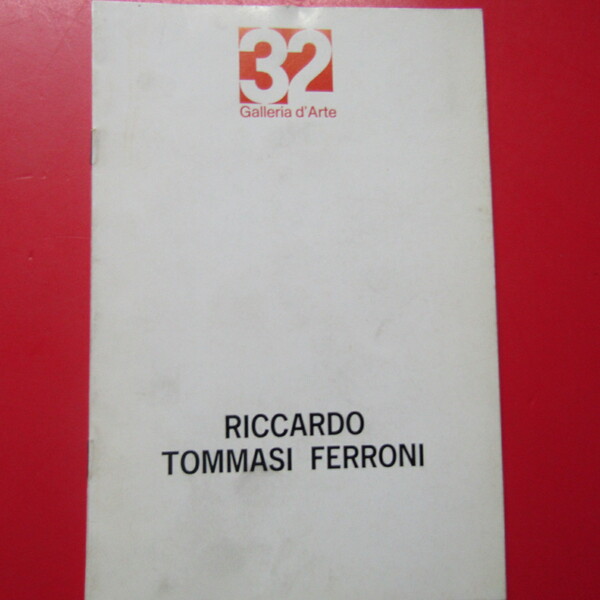 32
Galleria d'Arte
RICCARDO
TOMMASI FERRONI